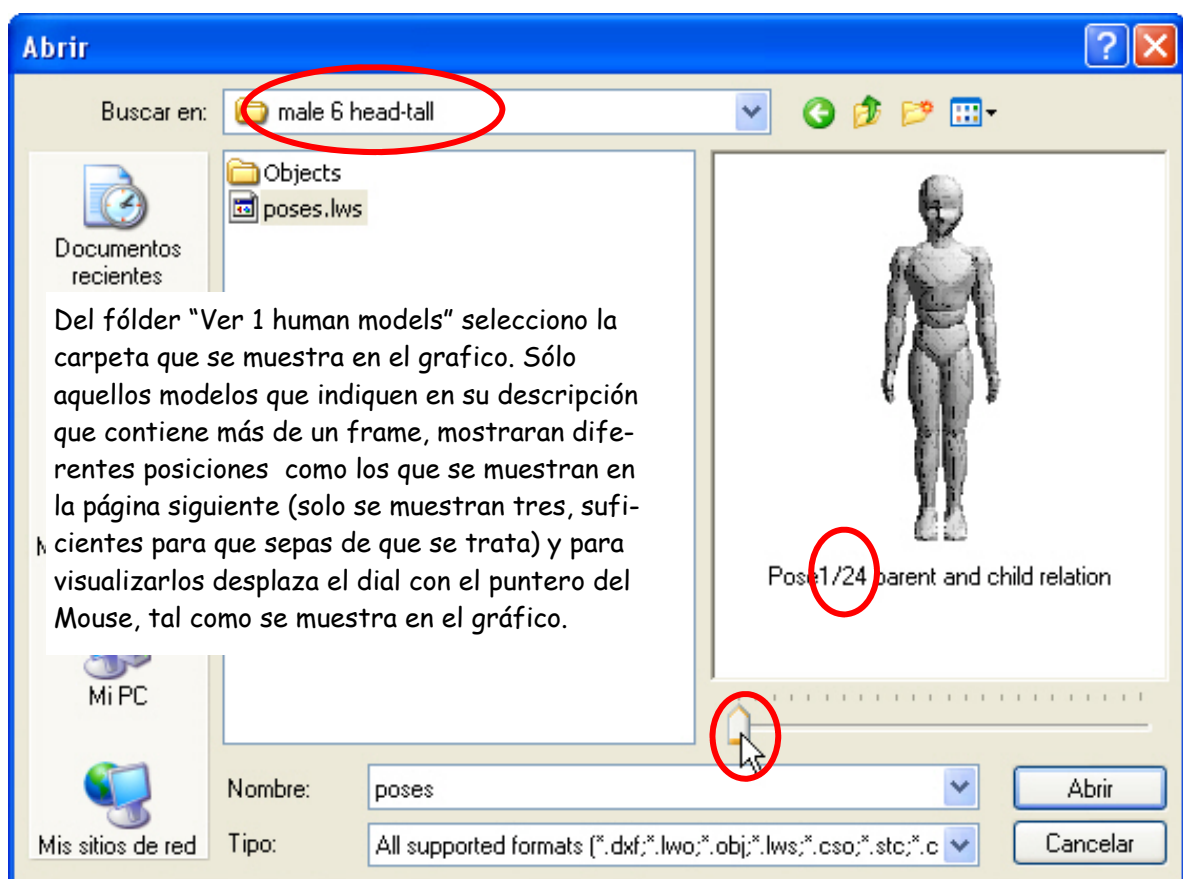 Abrir
Buscar en: male 6 head-tall
Objects
poses.lws
Documentos
recientes
Del fólder “Ver 1 human models” selecciono la
carpeta que se muestra en el grafico. Sólo
aquellos modelos que indiquen en su descripción
que contiene más de un frame, mostraran dife-
rentes posiciones como los que se muestran en
la página siguiente (solo se muestran tres, sufi-
cientes para que sepas de que se trata) y para
visualizarlos desplaza el dial con el puntero del
Mouse, tal como se muestra en el gráfico.
Pose1/24 parent and child relation
Mi PC
Mis sitios de red
Nombre: poses
Abrir
Tipo: All supported formats (*.dxf;*.lwo;*.obj;*.lws;*.cso;*.stc;*.c
Cancelar